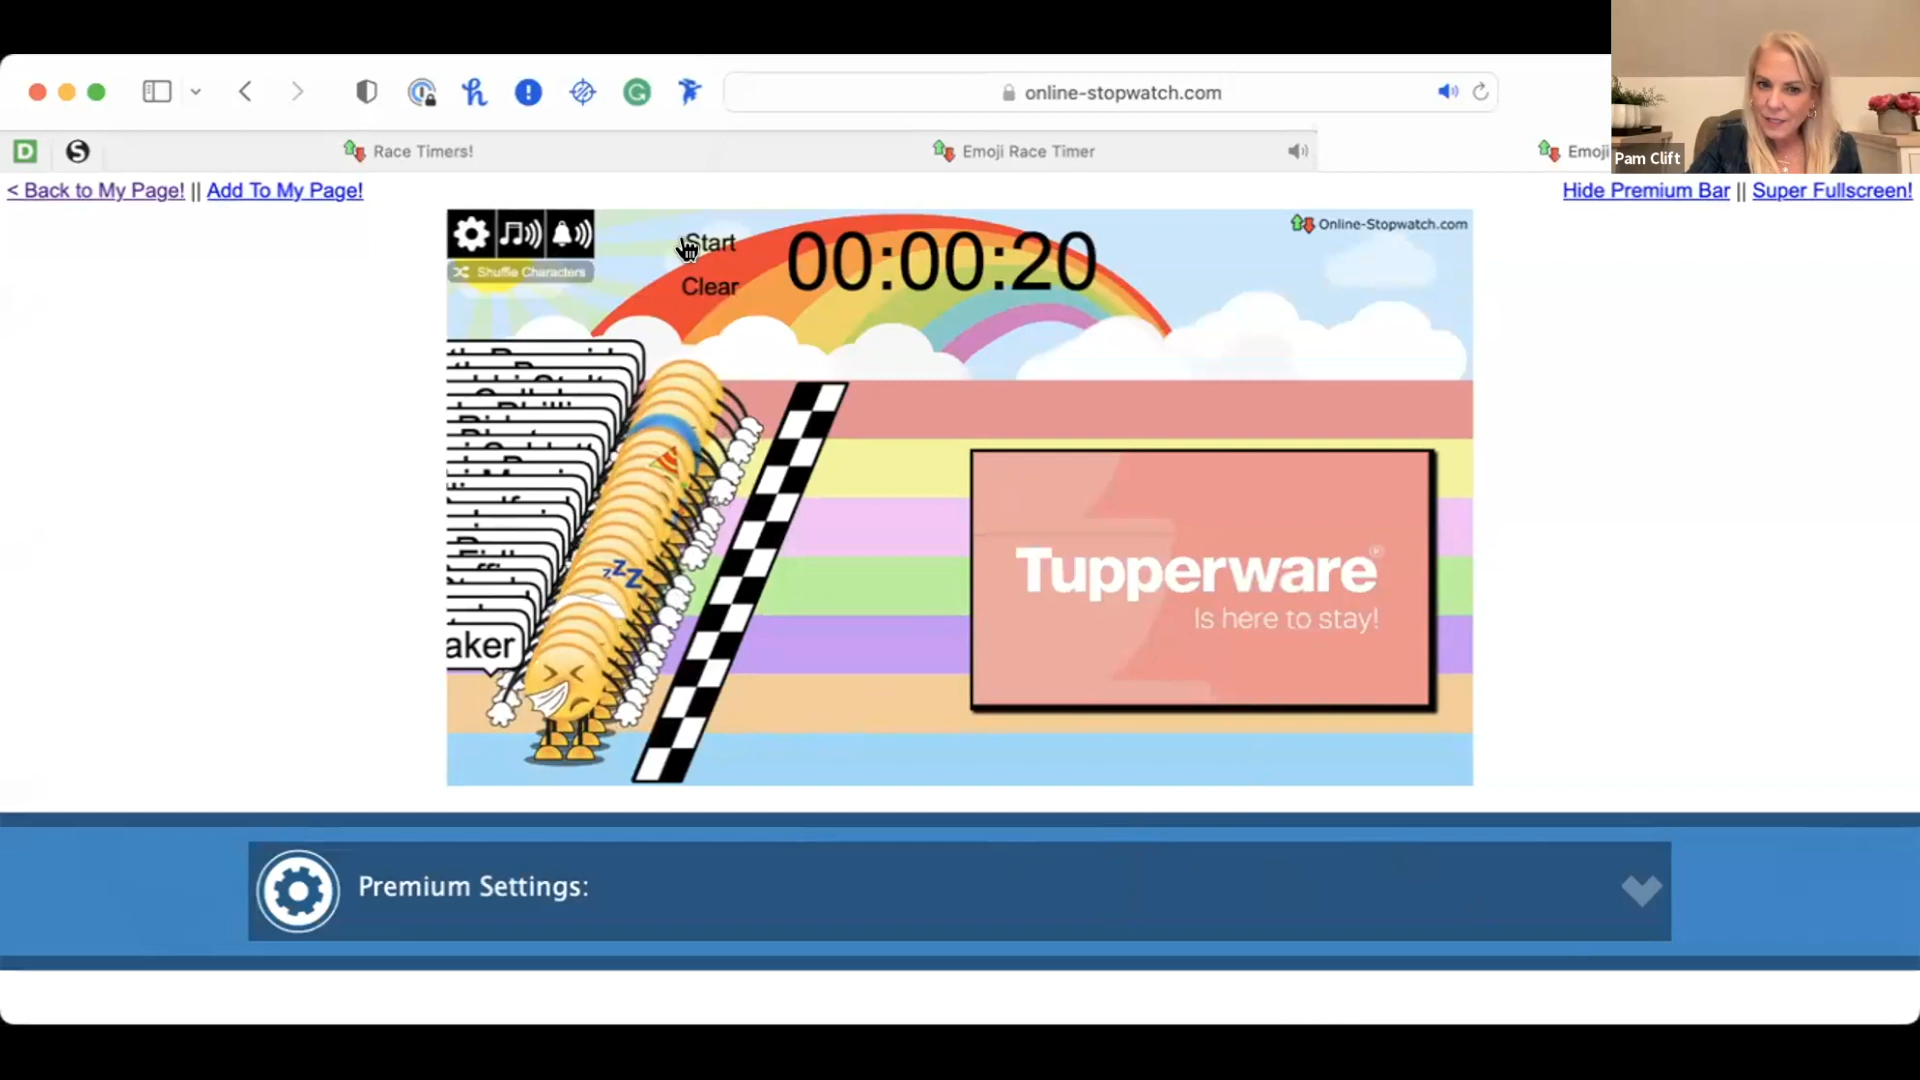 online-stopwatch.com
D
S
Race Timers!
Emoji Race Timer
Emoji
Pam Clift
< Back to My Page! || Add To My Page!
Hide Premium Bar || Super Fullscreen!
Start
Clear
00:00:20
Online-Stopwatch.com
Shuffle Characters
zzZ
aker
Tupperware®
Is here to stay!
Premium Settings: